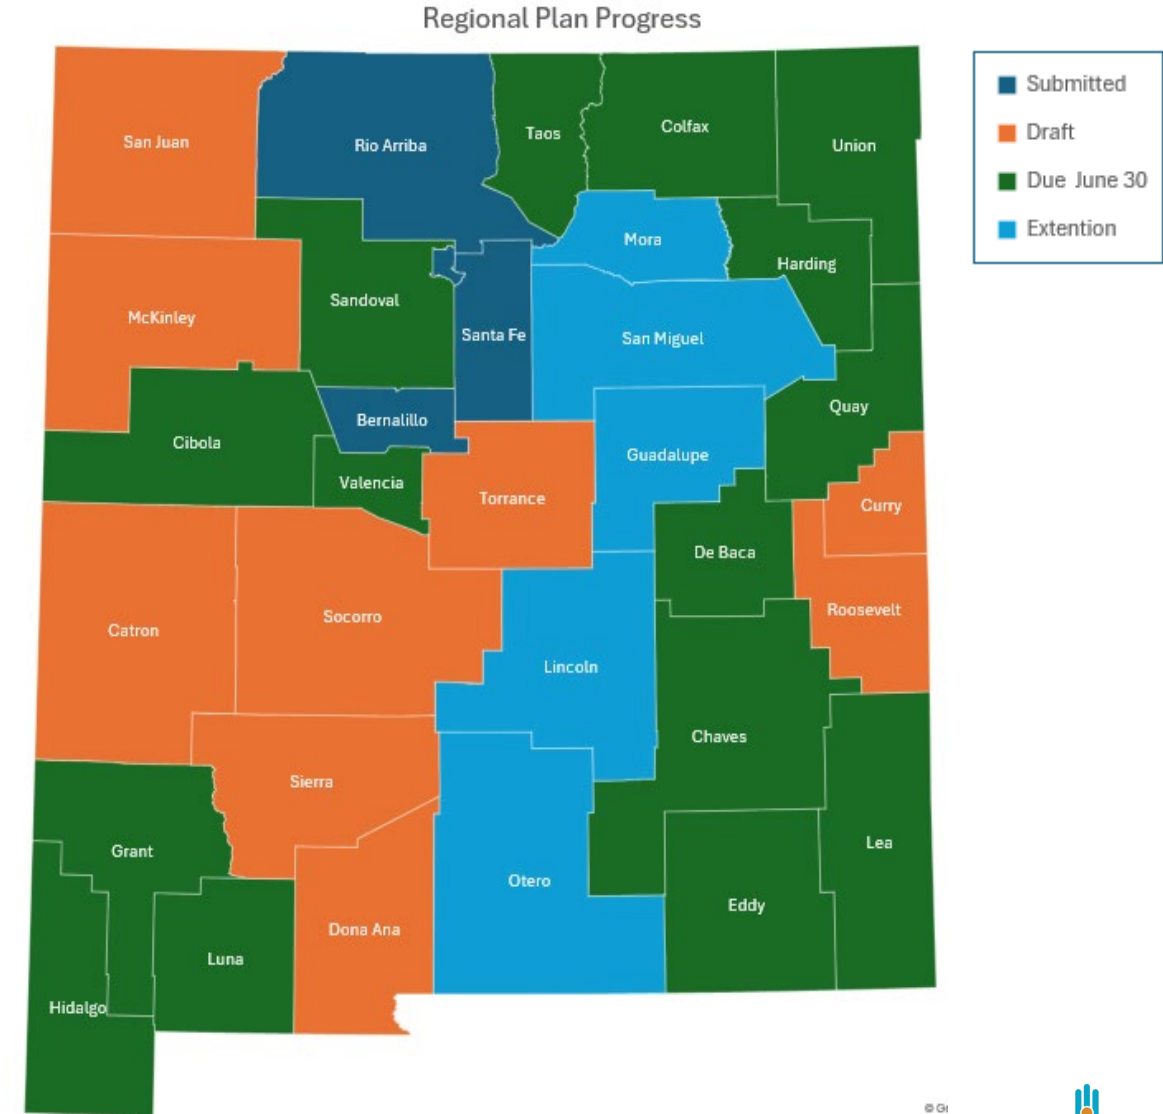 Regional Plan Progress
Submitted
Draft
Due June 30
Extention
San Juan
Rio Arriba
Taos
Colfax
Union
Mora
Harding
McKinley
Sandoval
Santa Fe
San Miguel
Quay
Bernalillo
Cibola
Valencia
Torrance
Guadalupe
Curry
De Baca
Roosevelt
Catron
Socorro
Lincoln
Chaves
Sierra
Grant
Otero
Lea
Eddy
Dona Ana
Luna
Hidalgo